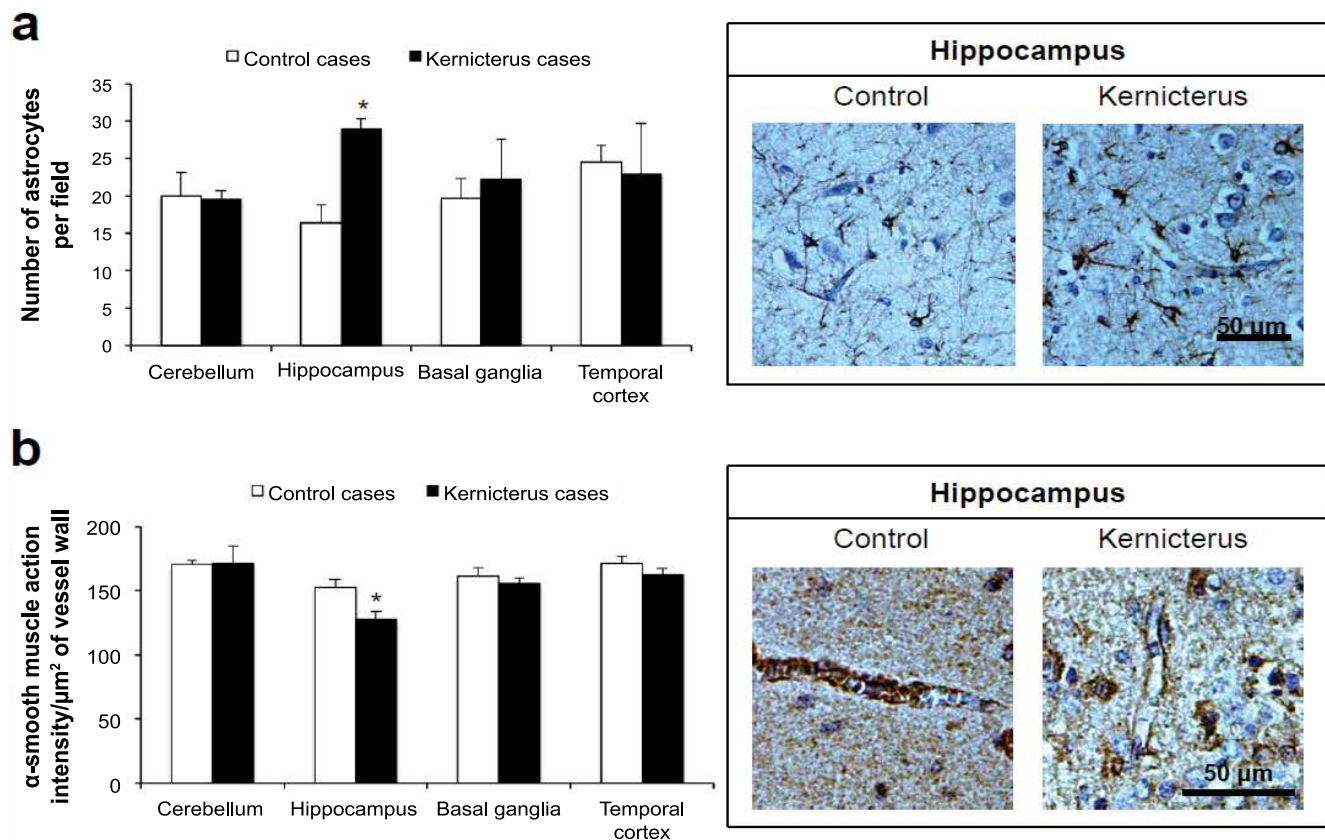 a
Control cases
Kernicterus cases
Number of astrocytes
per field
35
30
25
20
15
10
5
0
*
Cerebellum
Hippocampus
Basal ganglia
Temporal
cortex
Hippocampus
Control
Kernicterus
50 µm
b
Control cases
Kernicterus cases
α-smooth muscle action
intensity/µm² of vessel wall
200
150
100
50
0
*
Cerebellum
Hippocampus
Basal ganglia
Temporal
cortex
Hippocampus
Control
Kernicterus
50 µm